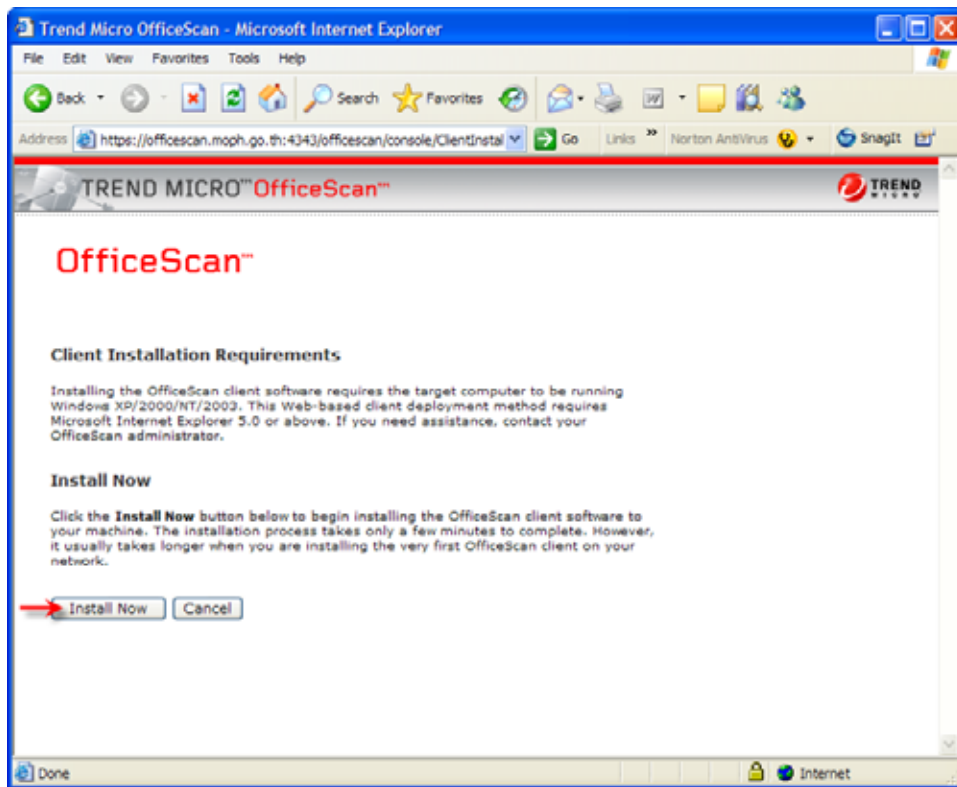 Trend Micro OfficeScan - Microsoft Internet Explorer
File Edit View Favorites Tools Help
Back Search Favorites
Address https://officescan.moph.go.th:4343/officescan/console/ClientInstal Go Links » Norton AntiVirus SnagIt
TREND MICRO™ OfficeScan™ TREND MICRO
OfficeScan™
Client Installation Requirements
Installing the OfficeScan client software requires the target computer to be running
Windows XP/2000/NT/2003. This Web-based client deployment method requires
Microsoft Internet Explorer 5.0 or above. If you need assistance, contact your
OfficeScan administrator.
Install Now
Click the Install Now button below to begin installing the OfficeScan client software to
your machine. The installation process takes only a few minutes to complete. However,
it usually takes longer when you are installing the very first OfficeScan client on your
network.
Install Now Cancel
Done Internet